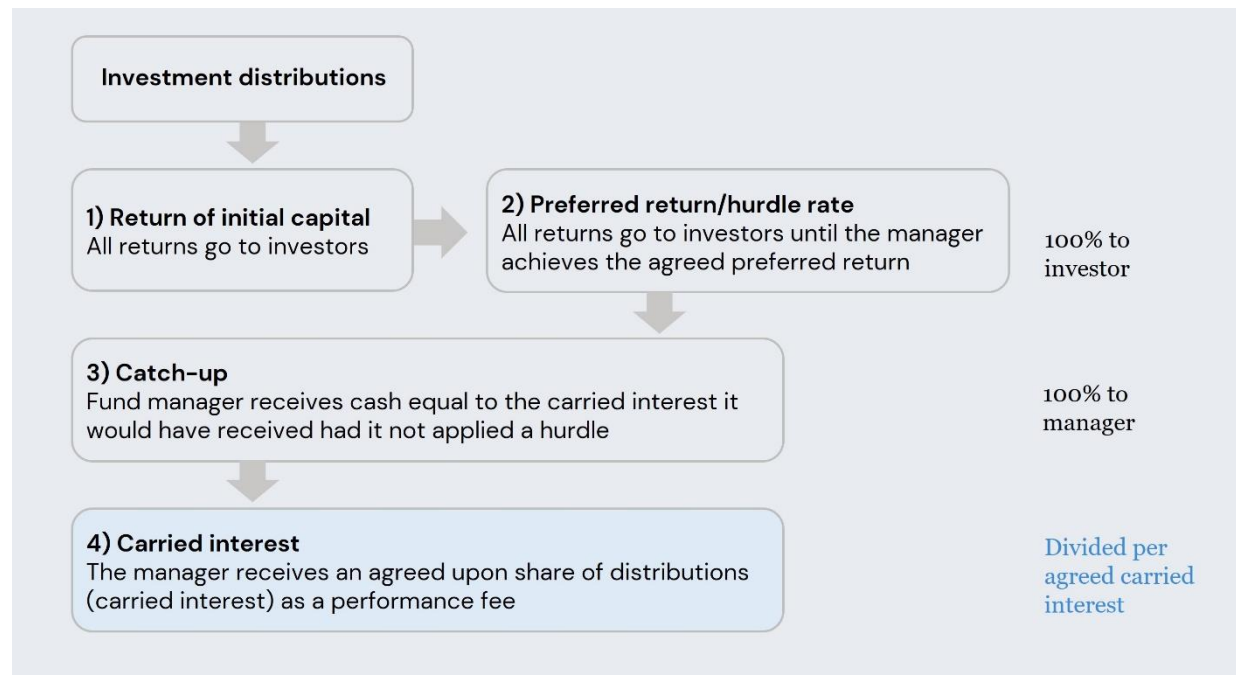 Investment distributions
1) Return of initial capital
All returns go to investors
2) Preferred return/hurdle rate
All returns go to investors until the manager
achieves the agreed preferred return
100% to
investor
3) Catch-up
Fund manager receives cash equal to the carried interest it
would have received had it not applied a hurdle
100% to
manager
4) Carried interest
The manager receives an agreed upon share of distributions
(carried interest) as a performance fee
Divided per
agreed carried
interest